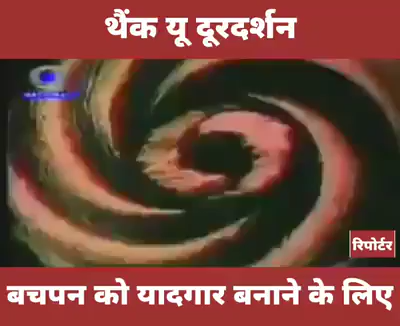 थैंक यू दूरदर्शन
रिपोर्टर
बचपन को यादगार बनाने के लिए